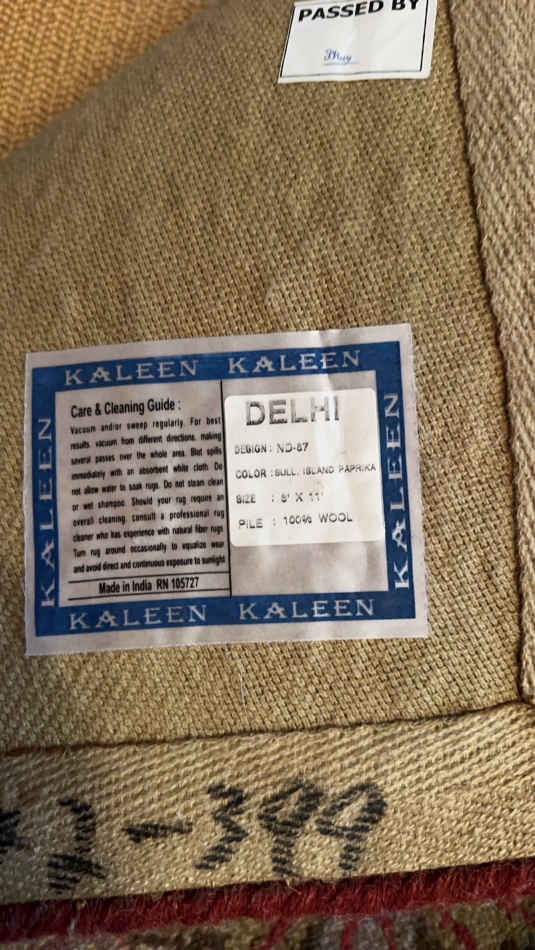 PASSED BY
KALEEN KALEEN
KALEEN
Care & Cleaning Guide :
Vacuum and/or sweep regularly. For best
results, vacuum from different directions, making
several passes over the whole area. Blot spills
immediately with an absorbent white cloth. Do
not allow water to soak rugs. Do not steam clean
or wet shampoo. Should your rug require an
overall cleaning, consult a professional rug
cleaner who has experience with natural fiber rugs.
Turn rug around occasionally to equalize wear
and avoid direct and continuous exposure to sunlight
Made in India RN 105727
DELHI
DESIGN : ND-87
COLOR : SULL. ISLAND PAPRIKA
SIZE : 8' X 11'
PILE : 100% WOOL
KALEEN
KALEEN KALEEN
-399